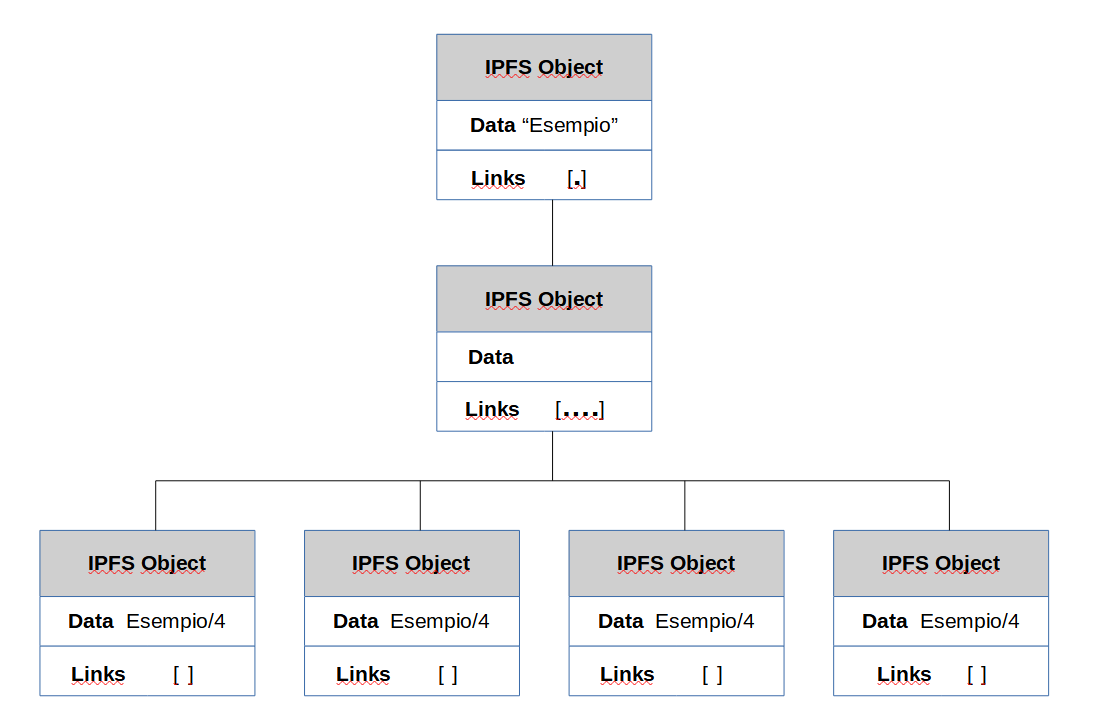 IPFS Object
Data “Esempio”
Links [.]
IPFS Object
Data
Links [....]
IPFS Object
Data Esempio/4
Links [ ]
IPFS Object
Data Esempio/4
Links [ ]
IPFS Object
Data Esempio/4
Links [ ]
IPFS Object
Data Esempio/4
Links [ ]